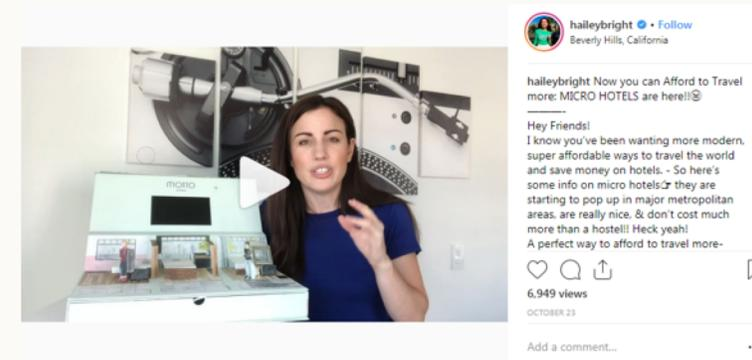 haileybright • Follow
Beverly Hills, California
haileybright Now you can Afford to Travel
more: MICRO HOTELS are here!!
Hey Friends!
I know you've been wanting more modern,
super affordable ways to travel the world
and save money on hotels. - So here's
some info on micro hotels they are
starting to pop up in major metropolitan
areas, are really nice, & don't cost much
more than a hostel!! Heck yeah!
A perfect way to afford to travel more-
6,949 views
OCTOBER 23
Add a comment...
MOTTO